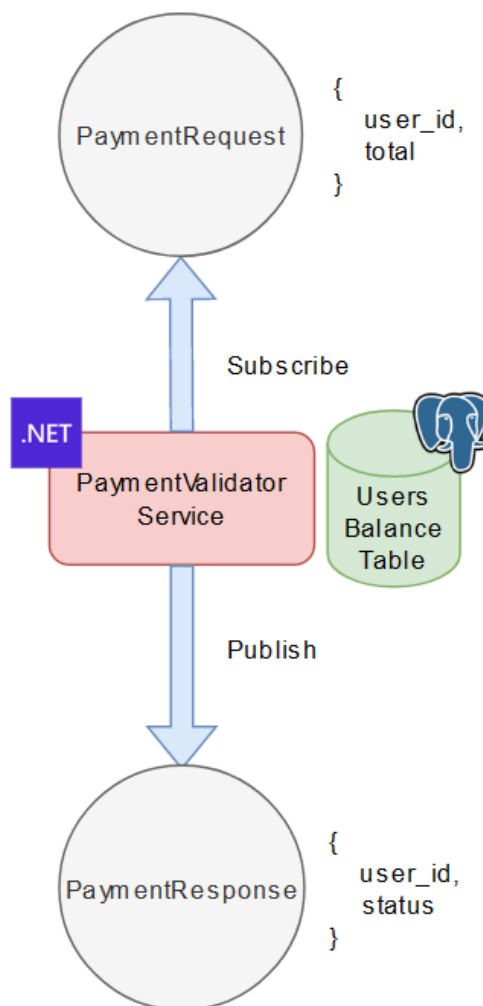 PaymentRequest
{
user_id,
total
}
Subscribe
.NET
PaymentValidator
Service
Users
Balance
Table
Publish
PaymentResponse
{
user_id,
status
}